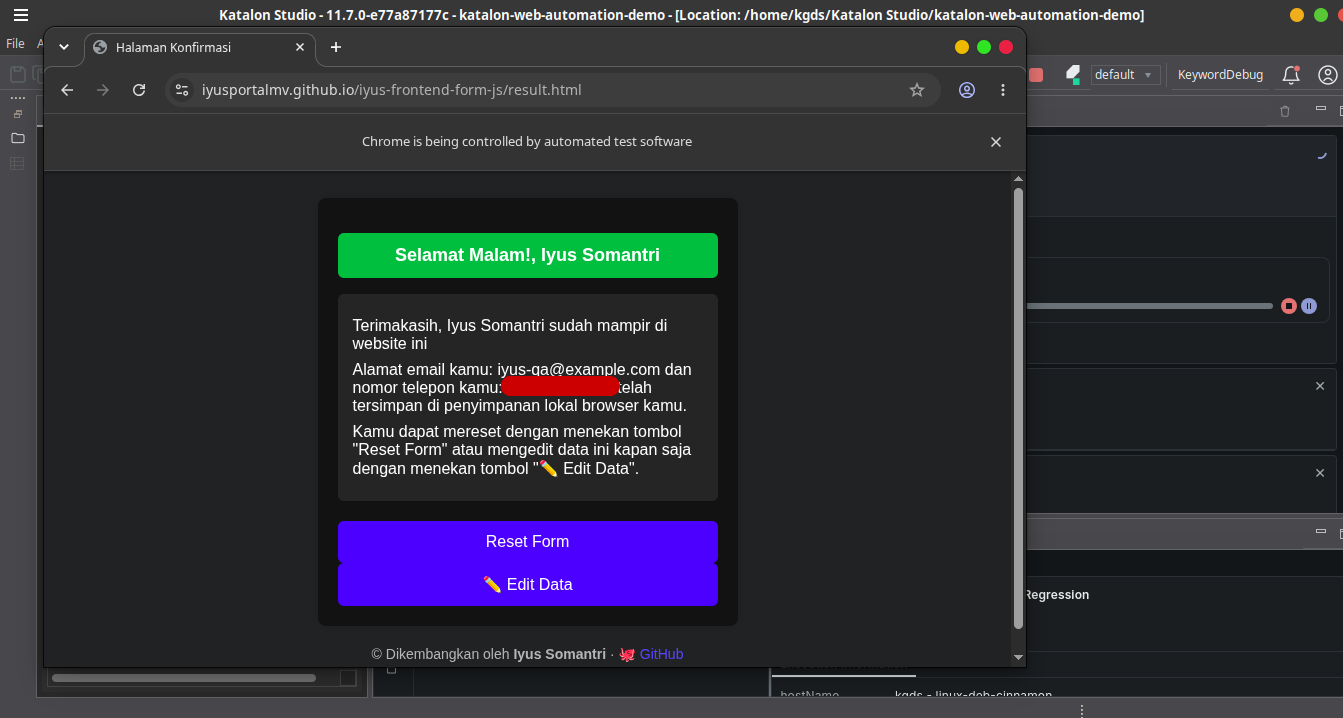 Katalon Studio - 11.7.0-e77a87177c - katalon-web-automation-demo - [Location: /home/kgds/Katalon Studio/katalon-web-automation-demo]
File
Halaman Konfirmasi
default
KeywordDebug
iyusportalmv.github.io/iyus-frontend-form-js/result.html
Chrome is being controlled by automated test software
Selamat Malam!, Iyus Somantri
Terimakasih, Iyus Somantri sudah mampir di
website ini
Alamat email kamu: iyus-qa@example.com dan
nomor telepon kamu: telah
tersimpan di penyimpanan lokal browser kamu.
Kamu dapat mereset dengan menekan tombol
"Reset Form" atau mengedit data ini kapan saja
dengan menekan tombol "✏️ Edit Data".
Reset Form
✏️ Edit Data
Regression
© Dikembangkan oleh Iyus Somantri · 🐙 GitHub
hostName kgds - linux-deb-cinnamon